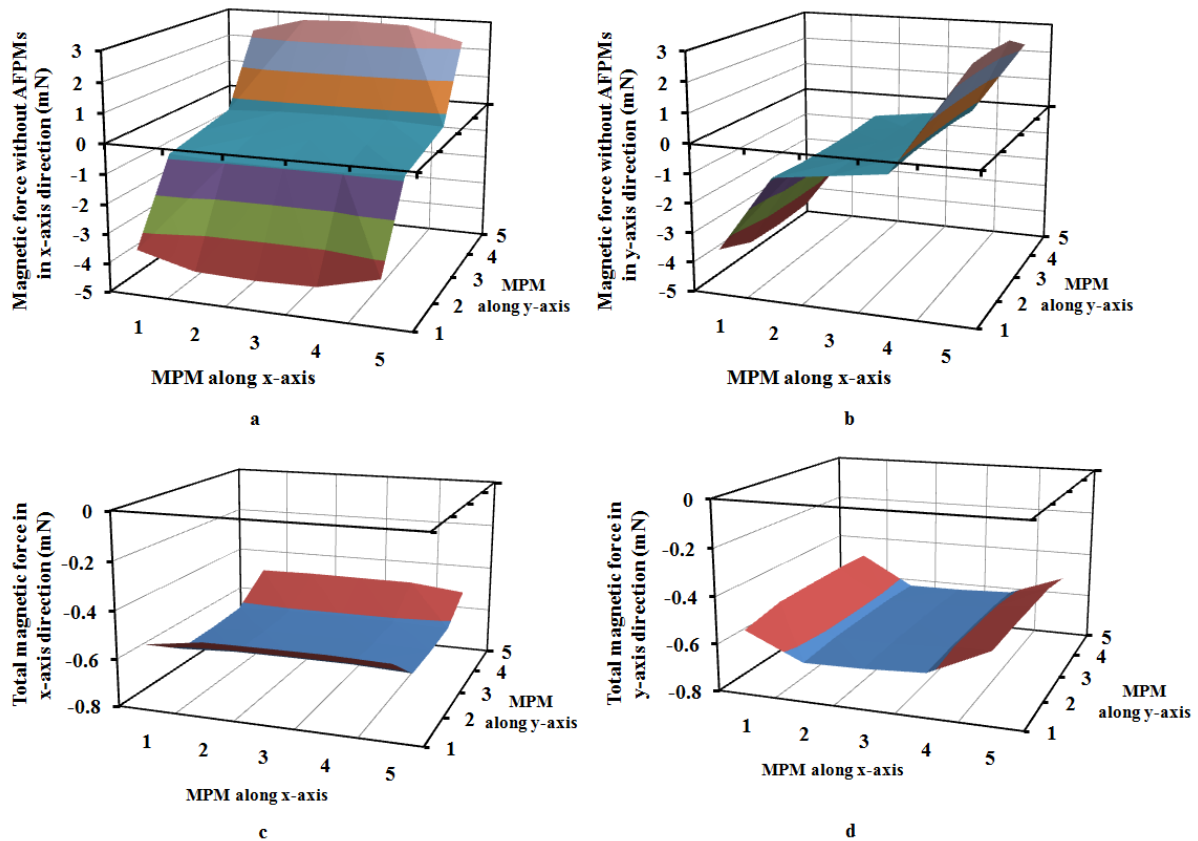 Magnetic force without AFPMs
in x-axis direction (mN)
3
2
1
0
-1
-2
-3
-4
-5
1
2
3
4
5
MPM along x-axis
5
4
3
2
1
MPM
along y-axis
a
Magnetic force without AFPMs
in y-axis direction (mN)
3
2
1
0
-1
-2
-3
-4
-5
1
2
3
4
5
MPM along x-axis
5
4
3
2
1
MPM
along y-axis
b
Total magnetic force in
x-axis direction (mN)
0
-0.2
-0.4
-0.6
-0.8
1
2
3
4
5
MPM along x-axis
5
4
3
2
1
MPM
along y-axis
c
Total magnetic force in
y-axis direction (mN)
0
-0.2
-0.4
-0.6
-0.8
1
2
3
4
5
MPM along x-axis
5
4
3
2
1
MPM
along y-axis
d